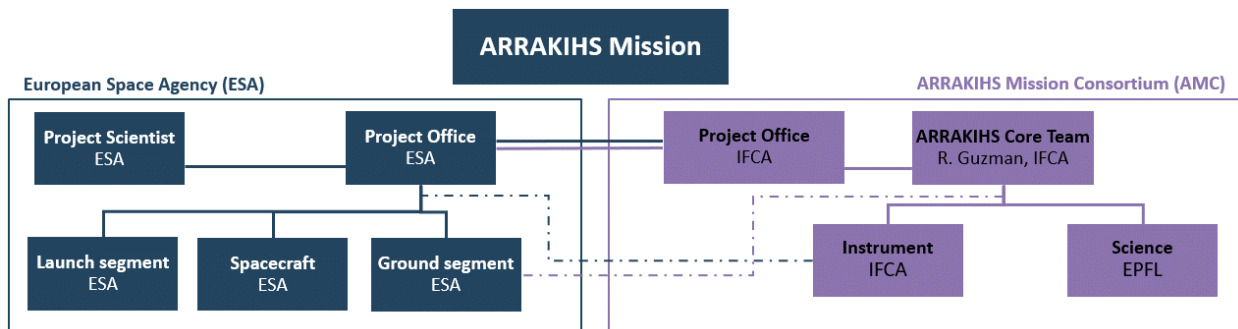 ARRAKIHS Mission
European Space Agency (ESA)
ARRAKIHS Mission Consortium (AMC)
Project Scientist
ESA
Project Office
ESA
Project Office
IFCA
ARRAKIHS Core Team
R. Guzman, IFCA
Launch segment
ESA
Spacecraft
ESA
Ground segment
ESA
Instrument
IFCA
Science
EPFL